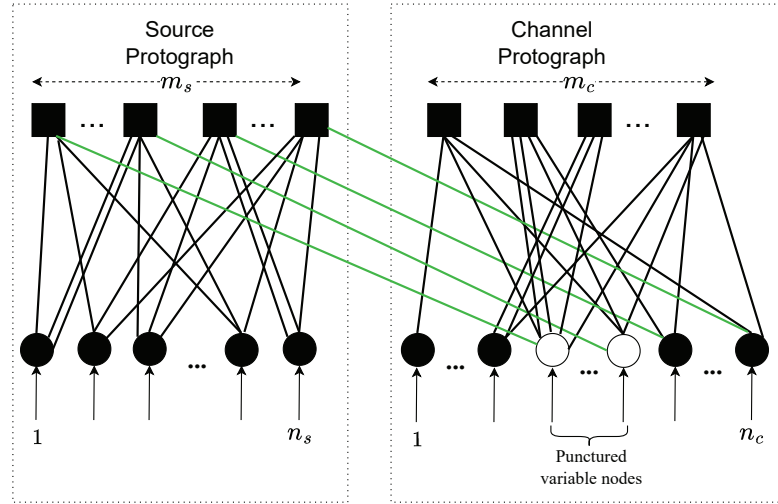 Source
Protograph
m_s
... ...
... 
1
n_s
Channel
Protograph
m_c
...
... ... ...
1
n_c
Punctured
variable nodes